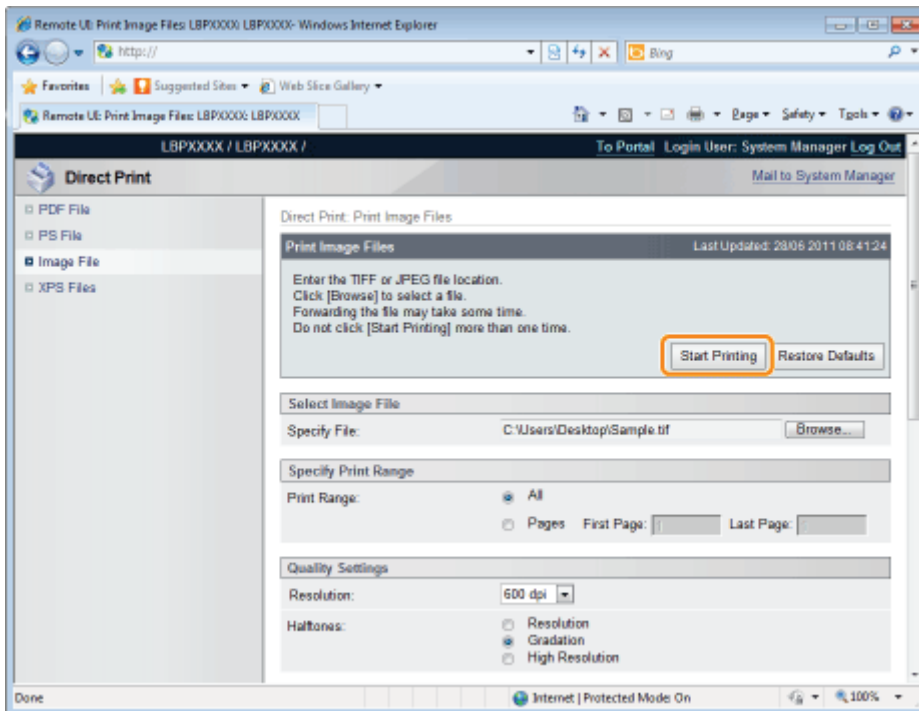 Remote UI: Print Image Files: LBPXXXX: LBPXXXX- Windows Internet Explorer
http://
Bing
Favorites Suggested Sites Web Slice Gallery
Remote UI: Print Image Files: LBPXXXX: LBPXXXX Page Safety Tools
LBPXXXX / LBPXXXX / To Portal Login User: System Manager Log Out
Direct Print Mail to System Manager
PDF File
PS File
Image File
XPS Files
Direct Print: Print Image Files
Print Image Files Last Updated: 28/06 2011 08:41:24
Enter the TIFF or JPEG file location.
Click [Browse] to select a file.
Forwarding the file may take some time.
Do not click [Start Printing] more than one time.
Start Printing Restore Defaults
Select Image File
Specify File: C:\Users\Desktop\Sample.tif Browse...
Specify Print Range
Print Range: All
Pages First Page: Last Page:
Quality Settings
Resolution: 600 dpi
Halftones: Resolution
Gradation
High Resolution
Done Internet | Protected Mode: On 100%